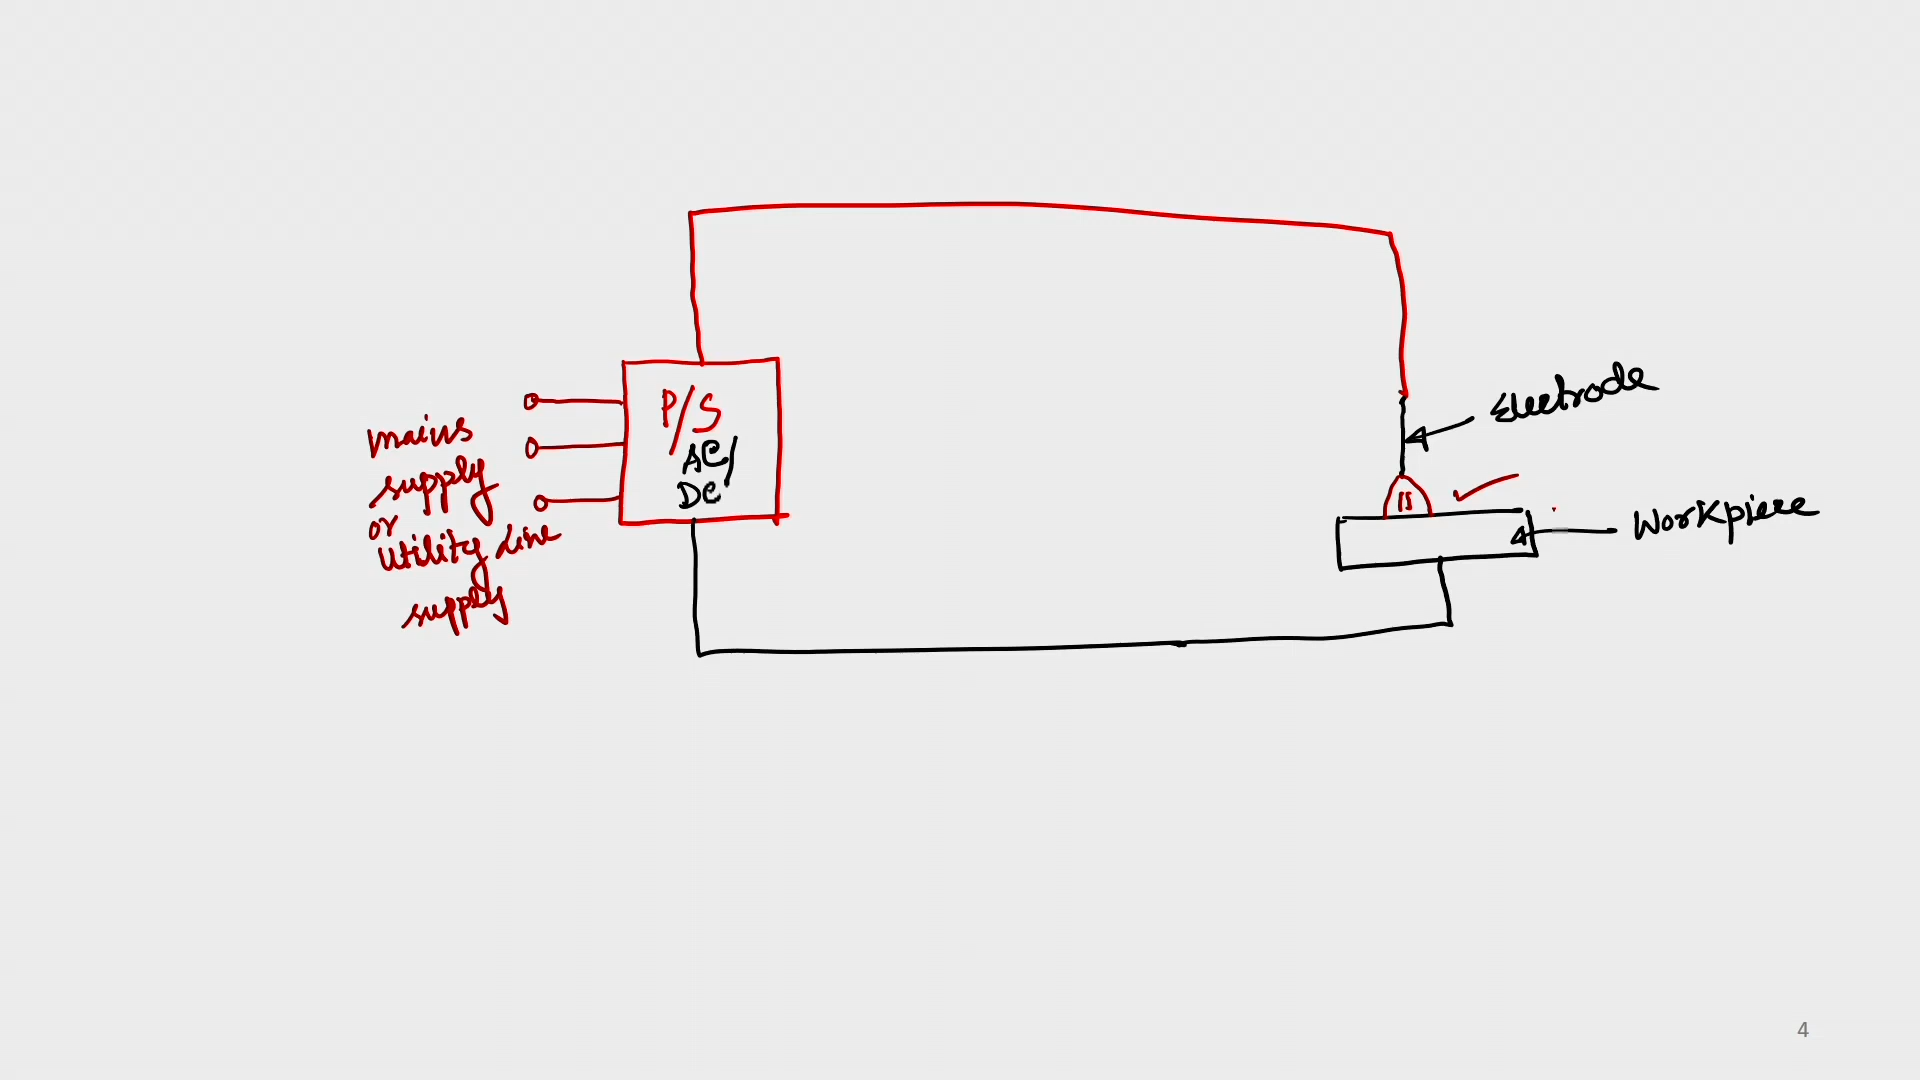 P/S
AC/
DC
mains
supply
or
utility line
supply
Electrode
Workpiece
4